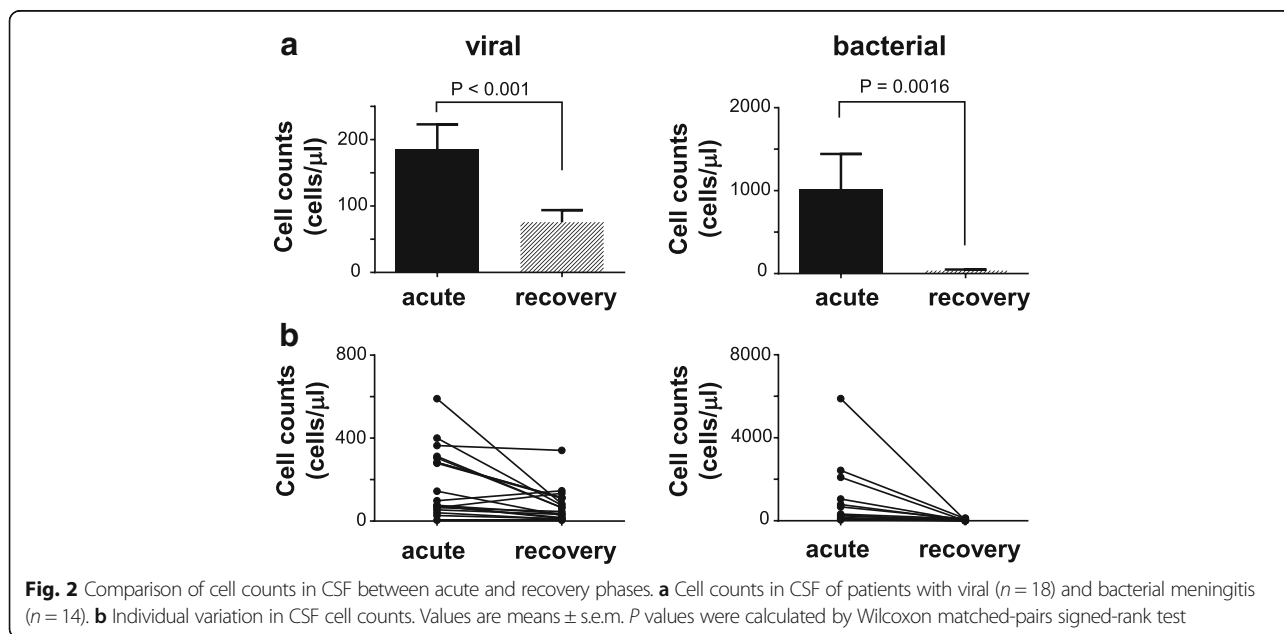 a
viral
bacterial
P < 0.001
P = 0.0016
Cell counts
(cells/μl)
200
100
0
acute
recovery
Cell counts
(cells/μl)
2000
1000
0
acute
recovery
b
Cell counts
(cells/μl)
800
400
0
acute
recovery
Cell counts
(cells/μl)
8000
4000
0
acute
recovery
Fig. 2 Comparison of cell counts in CSF between acute and recovery phases. a Cell counts in CSF of patients with viral (n = 18) and bacterial meningitis
(n = 14). b Individual variation in CSF cell counts. Values are means ± s.e.m. P values were calculated by Wilcoxon matched-pairs signed-rank test